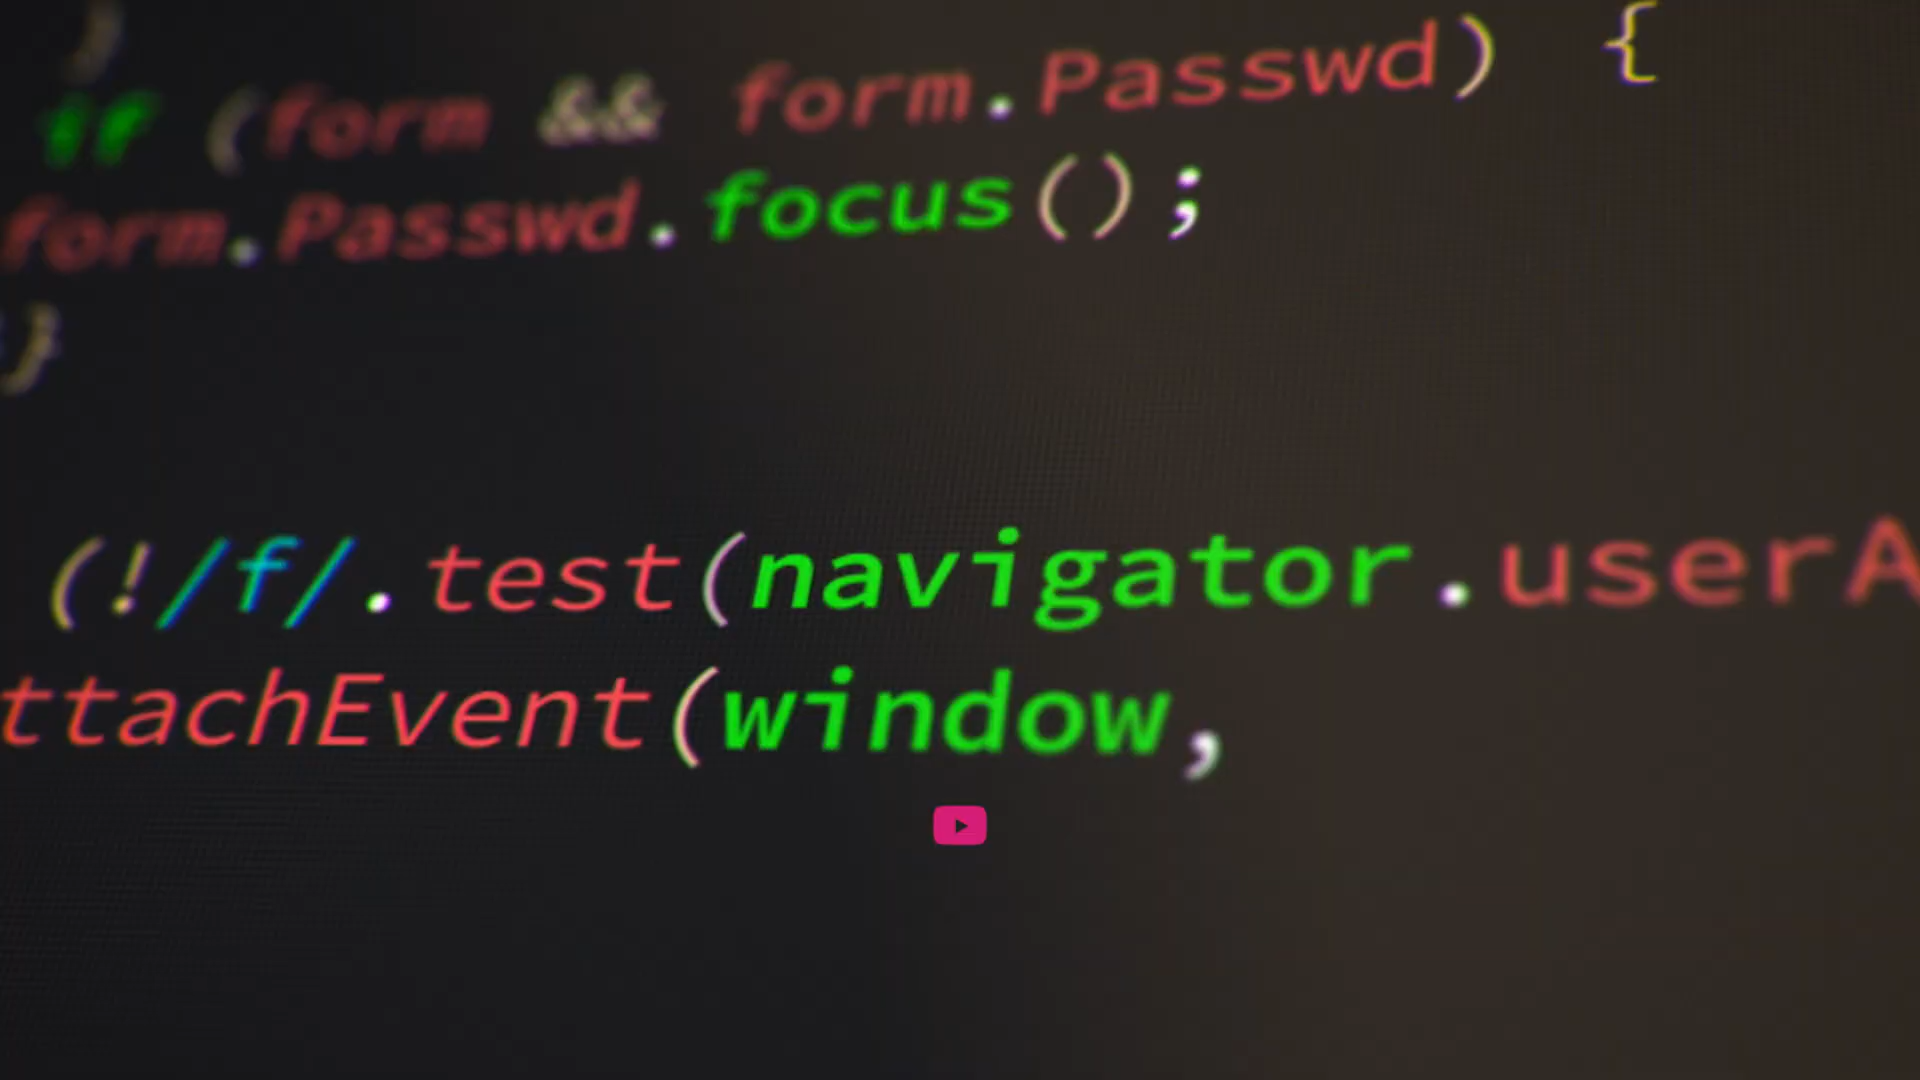 )
if (form && form.Passwd) {
form.Passwd.focus();
}
(!/f/.test(navigator.userA
ttachEvent(window,